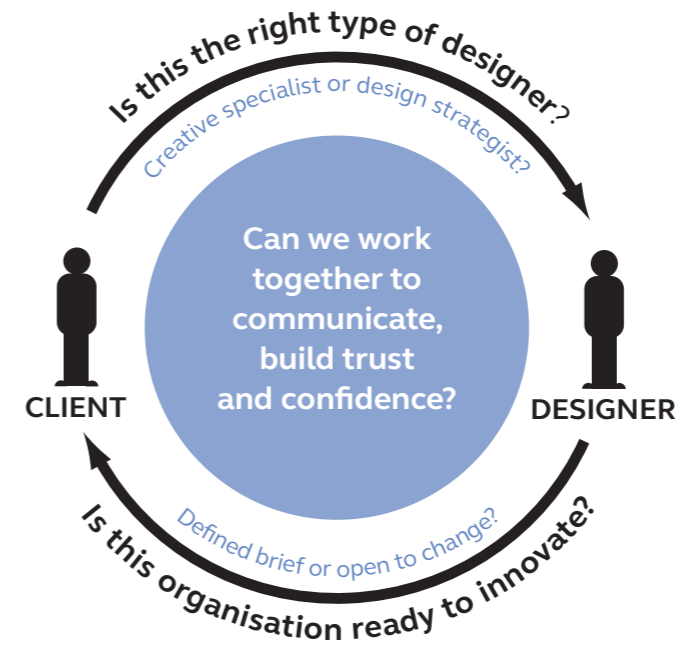 Is this the right type of designer?
Creative specialist or design strategist?
Can we work
together to
communicate,
build trust
and confidence?
CLIENT
DESIGNER
Defined brief or open to change?
Is this organisation ready to innovate?